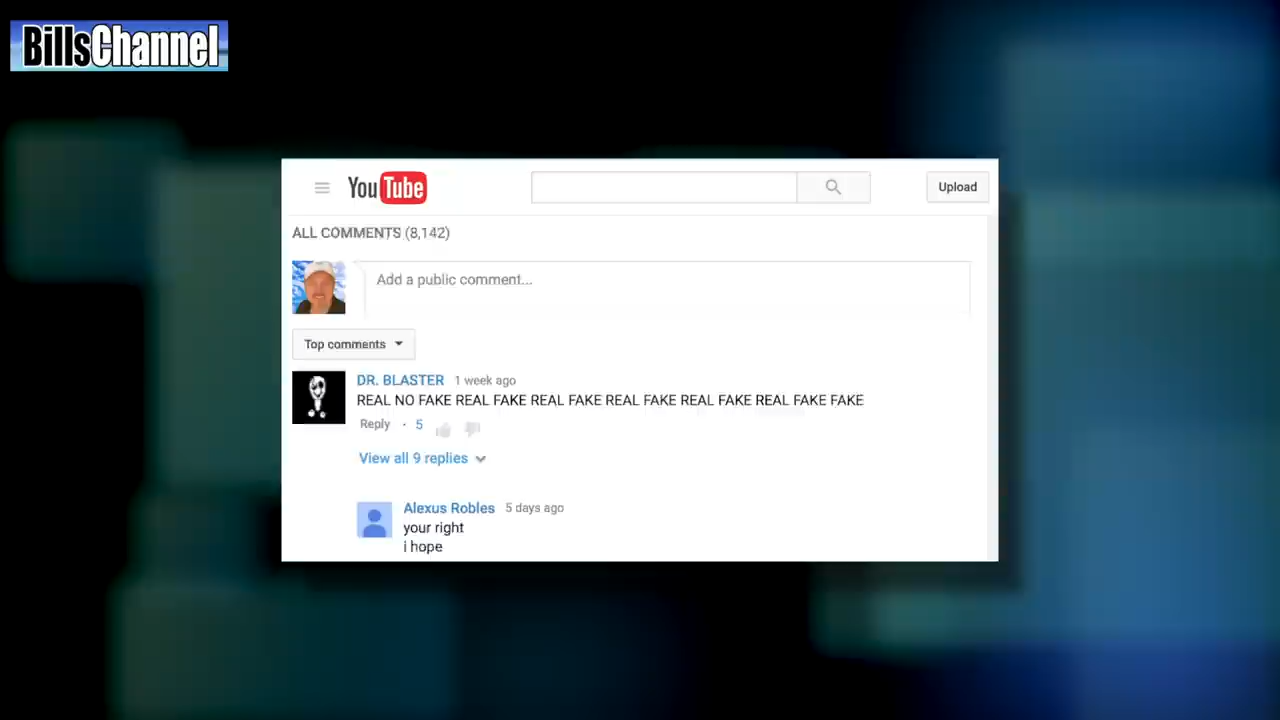 BillsChannel
YouTube
Upload
ALL COMMENTS (8,142)
Add a public comment...
Top comments
DR. BLASTER 1 week ago
REAL NO FAKE REAL FAKE REAL FAKE REAL FAKE REAL FAKE REAL FAKE FAKE
Reply · 5
View all 9 replies
Alexus Robles 5 days ago
your right
i hope